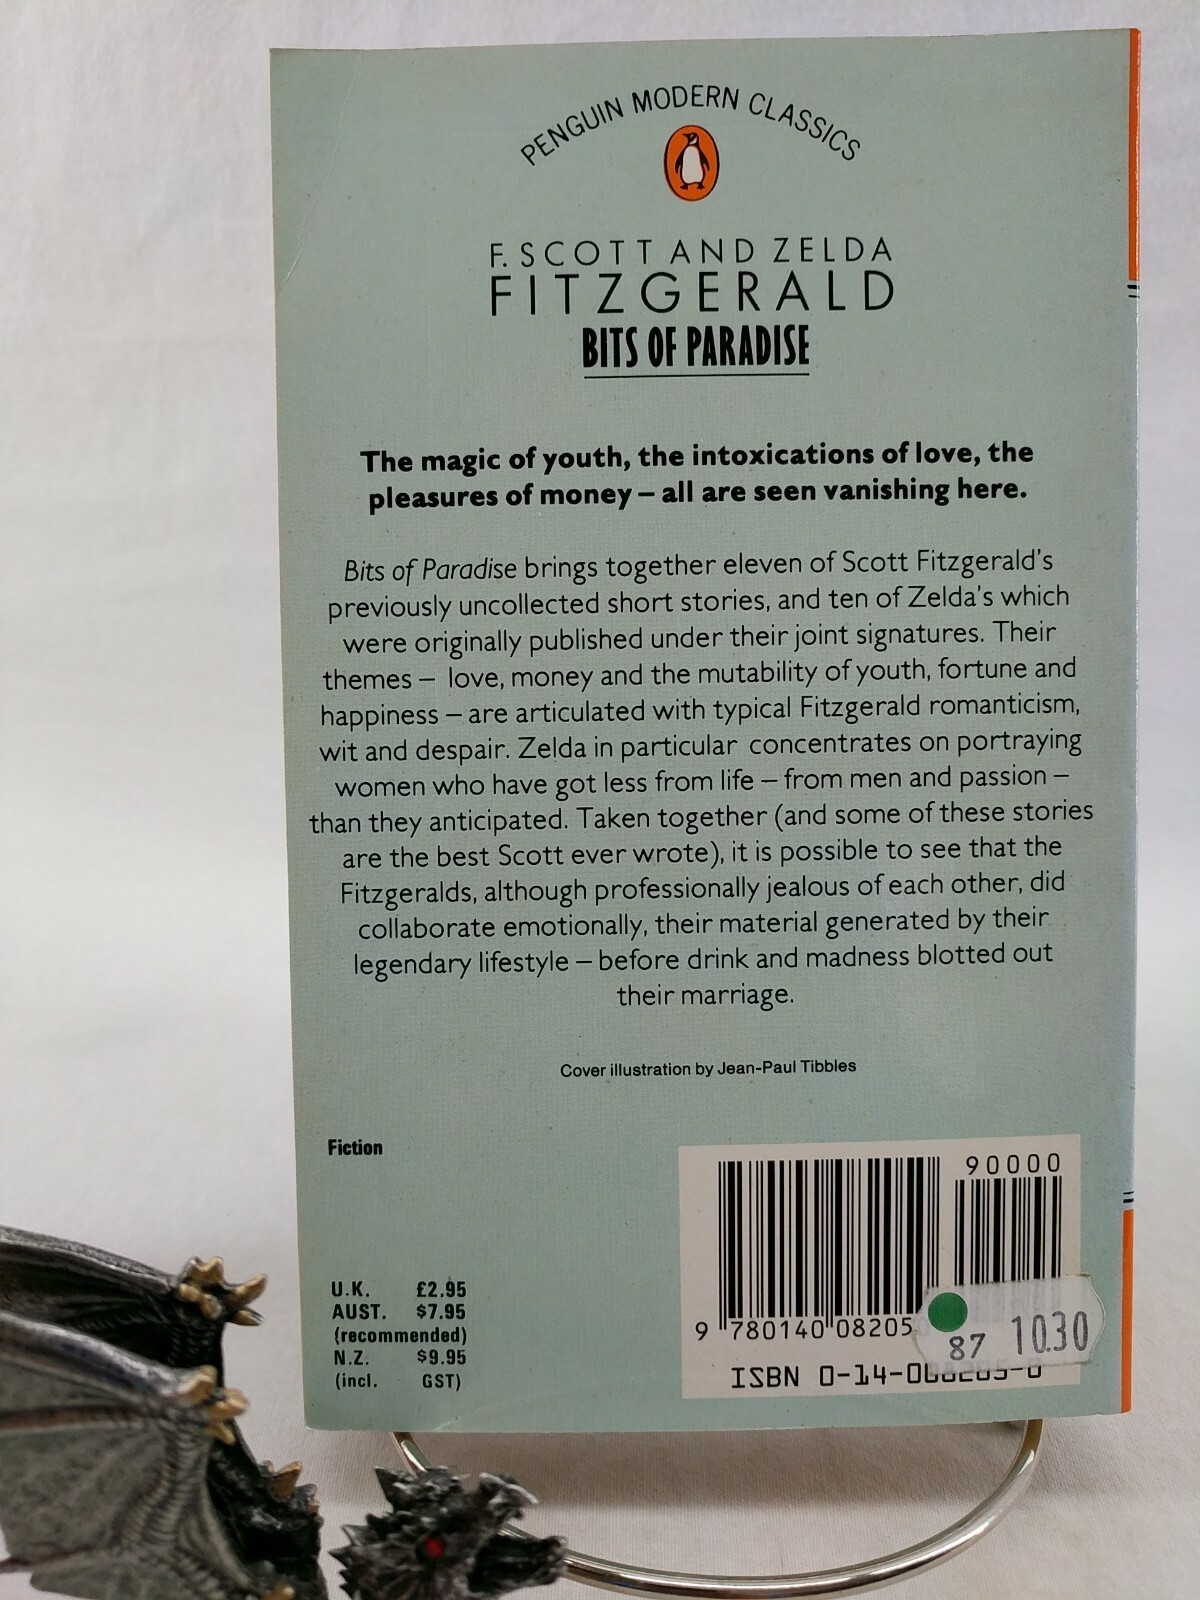 PENGUIN MODERN CLASSICS
F. SCOTT AND ZELDA
FITZGERALD
BITS OF PARADISE
The magic of youth, the intoxications of love, the
pleasures of money – all are seen vanishing here.
Bits of Paradise brings together eleven of Scott Fitzgerald's
previously uncollected short stories, and ten of Zelda's which
were originally published under their joint signatures. Their
themes – love, money and the mutability of youth, fortune and
happiness – are articulated with typical Fitzgerald romanticism,
wit and despair. Zelda in particular concentrates on portraying
women who have got less from life – from men and passion –
than they anticipated. Taken together (and some of these stories
are the best Scott ever wrote), it is possible to see that the
Fitzgeralds, although professionally jealous of each other, did
collaborate emotionally, their material generated by their
legendary lifestyle – before drink and madness blotted out
their marriage.
Cover illustration by Jean-Paul Tibbles
Fiction
U.K. £2.95
AUST. $7.95
(recommended)
N.Z. $9.95
(incl. GST)
90000
9 780140 08205
87 10.30
ISBN